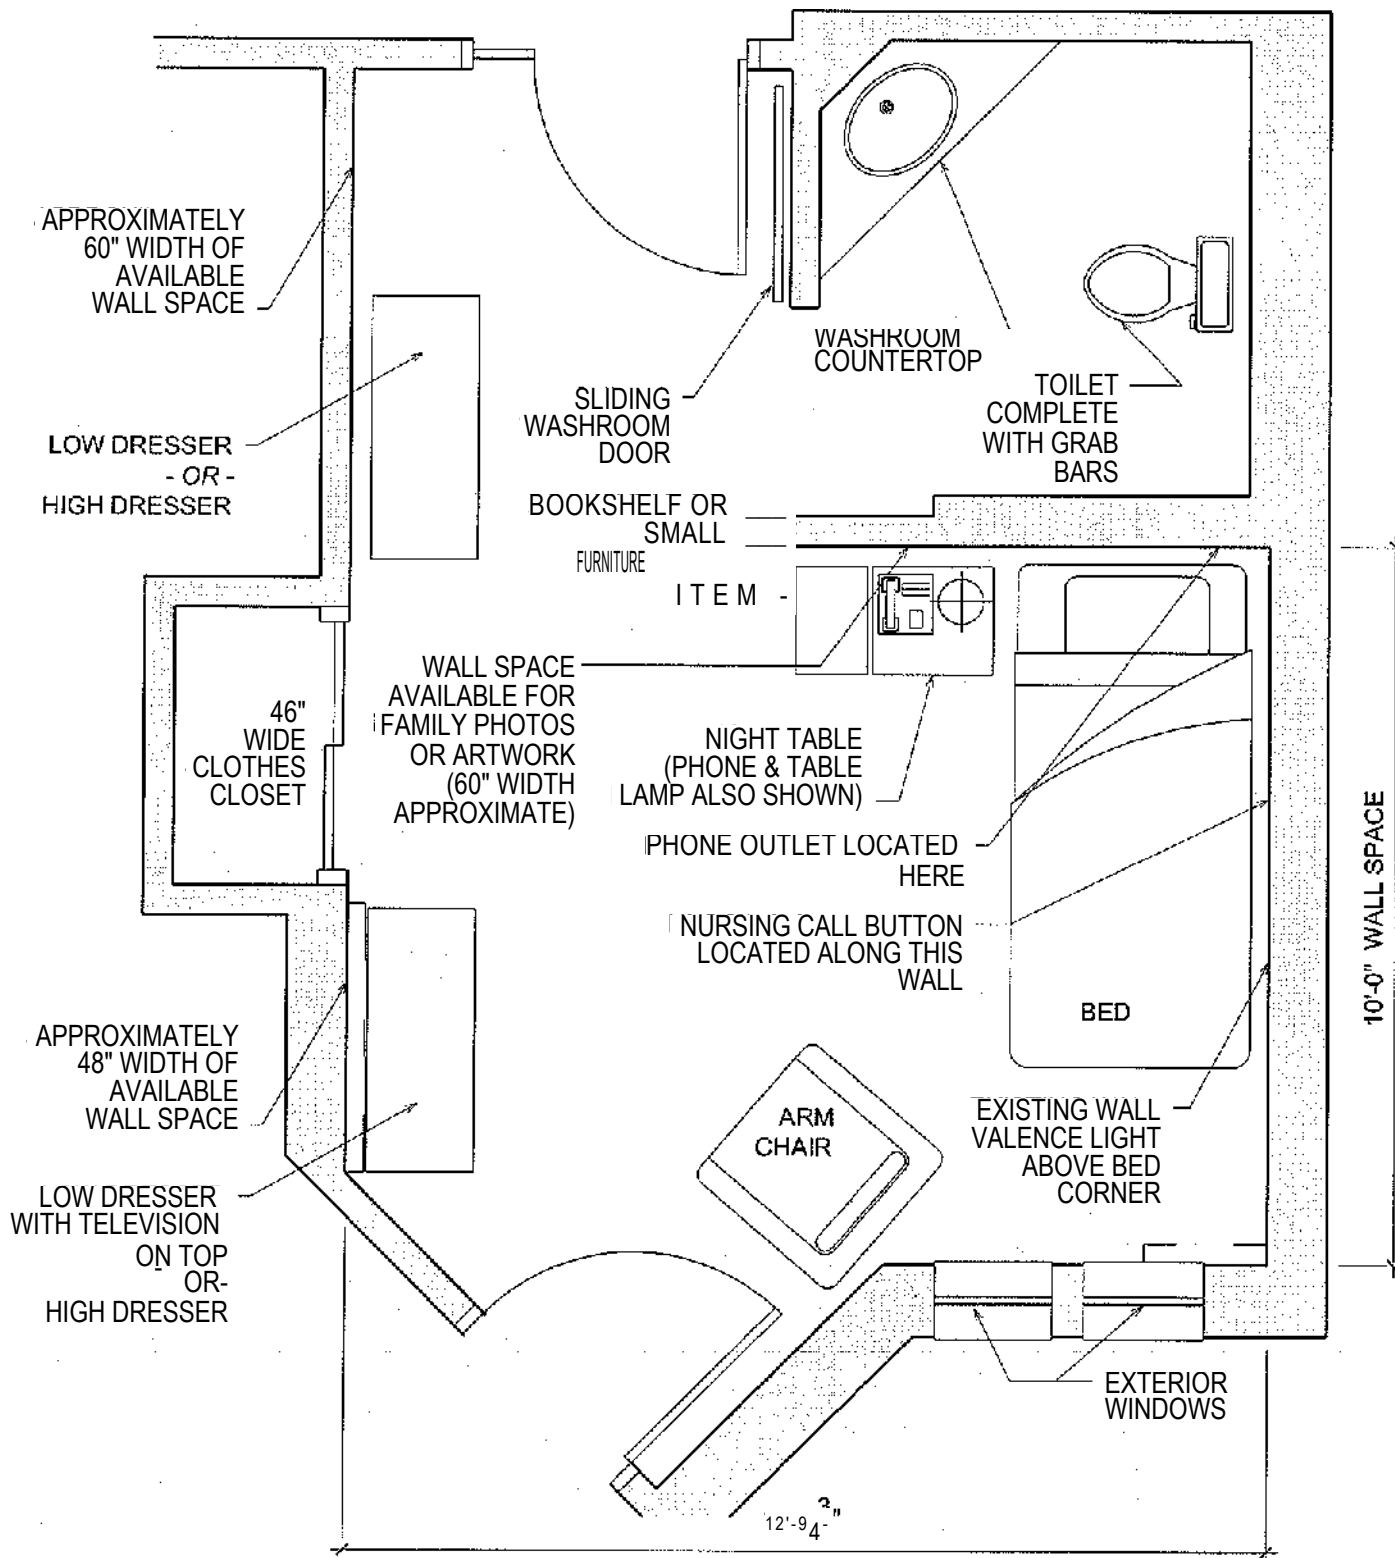 APPROXIMATELY
60" WIDTH OF
AVAILABLE
WALL SPACE
LOW DRESSER
- OR -
HIGH DRESSER
SLIDING
WASHROOM
DOOR
WASHROOM
COUNTERTOP
TOILET
COMPLETE
WITH GRAB
BARS
BOOKSHELF OR
SMALL
FURNITURE
ITEM -
46"
WIDE
CLOTHES
CLOSET
WALL SPACE
AVAILABLE FOR
FAMILY PHOTOS
OR ARTWORK
(60" WIDTH
APPROXIMATE)
NIGHT TABLE
(PHONE & TABLE
LAMP ALSO SHOWN)
PHONE OUTLET LOCATED
HERE
NURSING CALL BUTTON
LOCATED ALONG THIS
WALL
BED
10'-0" WALL SPACE
APPROXIMATELY
48" WIDTH OF
AVAILABLE
WALL SPACE
ARM
CHAIR
EXISTING WALL
VALENCE LIGHT
ABOVE BED
CORNER
LOW DRESSER
WITH TELEVISION
ON TOP
- OR-
HIGH DRESSER
EXTERIOR
WINDOWS
12'-9 3/4"